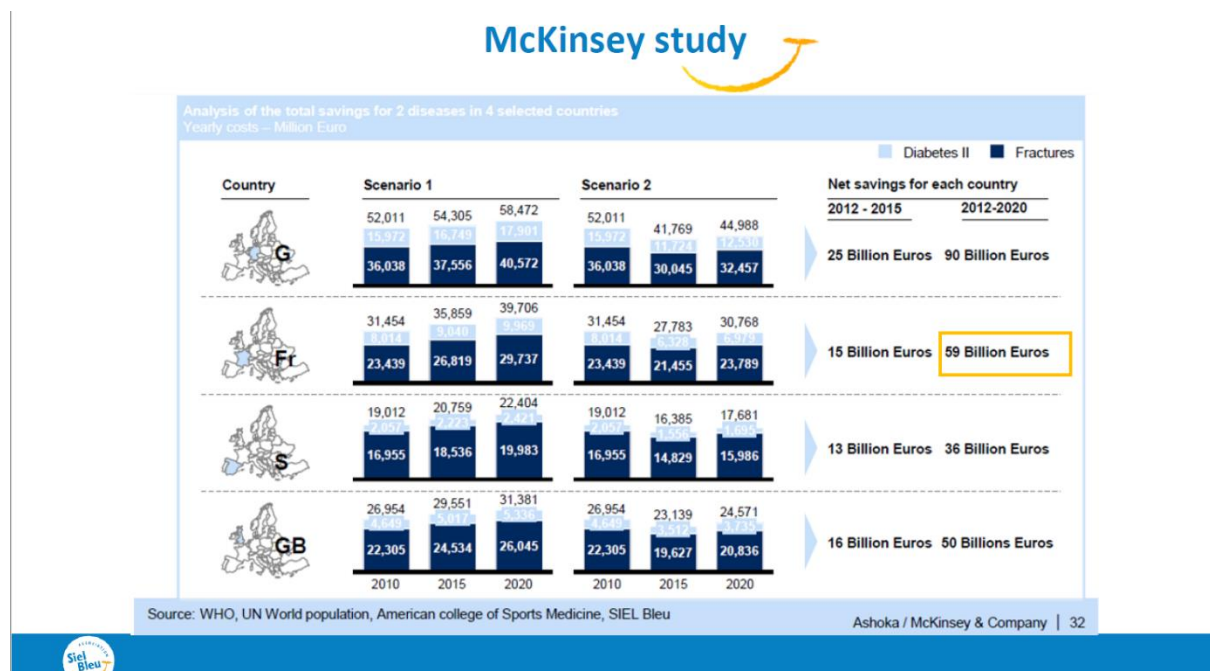 McKinsey study
Analysis of the total savings for 2 diseases in 4 selected countries
Yearly costs – Million Euro
Diabetes II Fractures
Country Scenario 1 Scenario 2 Net savings for each country
2012 - 2015 2012-2020
52,011 54,305 58,472 52,011 41,769 44,988
15,972 16,749 17,901 15,972 11,724 12,530
G 36,038 37,556 40,572 36,038 30,045 32,457 25 Billion Euros 90 Billion Euros
31,454 35,859 39,706 31,454 27,783 30,768
8,014 9,040 9,969 8,014 6,328 6,979
Fr 23,439 26,819 29,737 23,439 21,455 23,789 15 Billion Euros 59 Billion Euros
19,012 20,759 22,404 19,012 16,385 17,681
2,057 2,223 2,421 2,057 1,556 1,695
S 16,955 18,536 19,983 16,955 14,829 15,986 13 Billion Euros 36 Billion Euros
26,954 29,551 31,381 26,954 23,139 24,571
4,649 5,017 5,336 4,649 3,512 3,735
GB 22,305 24,534 26,045 22,305 19,627 20,836 16 Billion Euros 50 Billions Euros
2010 2015 2020 2010 2015 2020
Source: WHO, UN World population, American college of Sports Medicine, SIEL Bleu
Ashoka / McKinsey & Company | 32
ASSOCIATION
Siel
Bleu